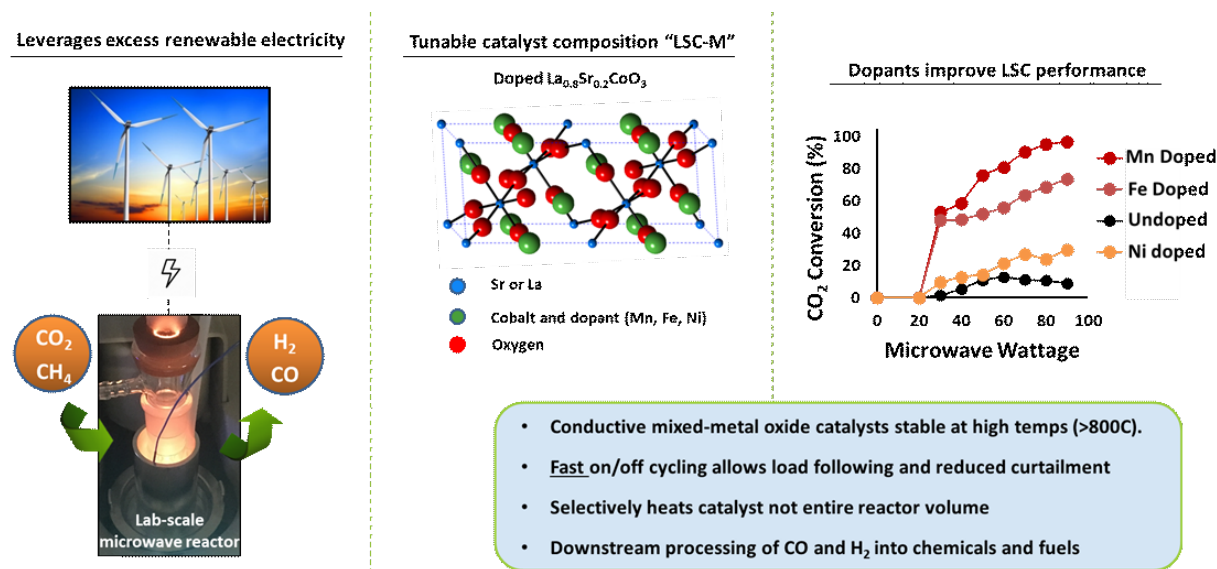 Leverages excess renewable electricity
CO₂
CH₄
H₂
CO
Lab-scale
microwave reactor
Tunable catalyst composition “LSC-M”
Doped La₀.₈Sr₀.₂CoO₃
Sr or La
Cobalt and dopant (Mn, Fe, Ni)
Oxygen
Dopants improve LSC performance
CO₂ Conversion (%)
100
80
60
40
20
0
0
20
40
60
80
100
Microwave Wattage
Mn Doped
Fe Doped
Undoped
Ni doped
• Conductive mixed-metal oxide catalysts stable at high temps (>800C).
• Fast on/off cycling allows load following and reduced curtailment
• Selectively heats catalyst not entire reactor volume
• Downstream processing of CO and H₂ into chemicals and fuels